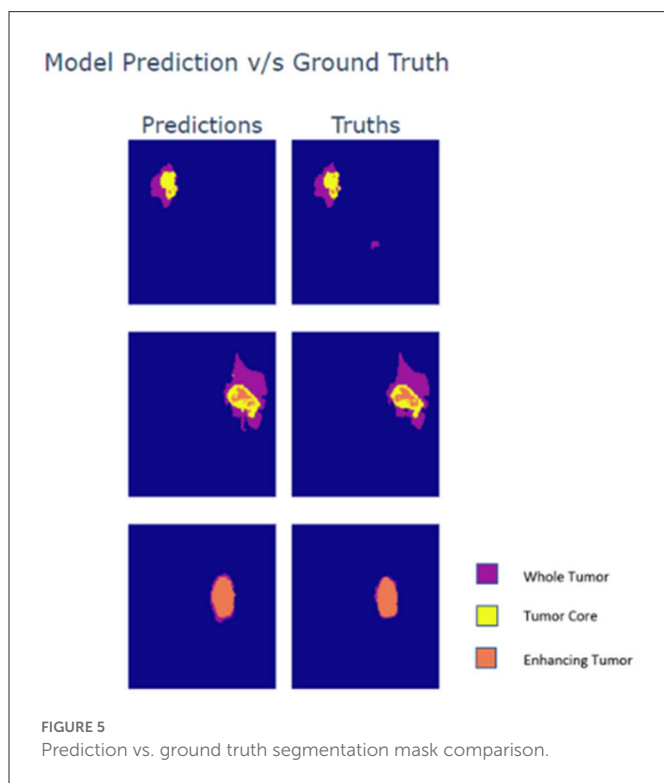 Model Prediction v/s Ground Truth
Predictions
Truths
Whole Tumor
Tumor Core
Enhancing Tumor
FIGURE 5
Prediction vs. ground truth segmentation mask comparison.